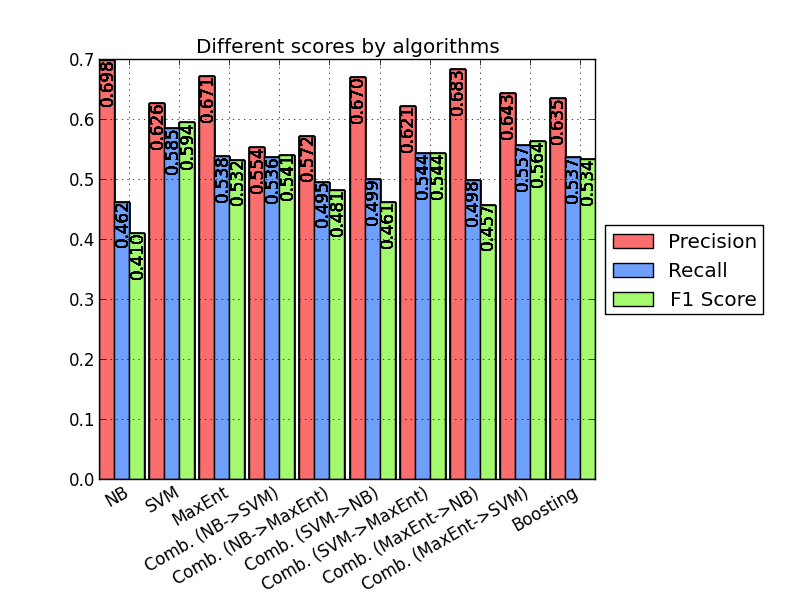 Different scores by algorithms
0.7
0.6
0.5
0.4
0.3
0.2
0.1
0.0
0.698
0.462
0.410
0.626
0.585
0.594
0.671
0.538
0.532
0.554
0.536
0.541
0.572
0.495
0.481
0.670
0.499
0.461
0.621
0.544
0.544
0.683
0.498
0.457
0.643
0.557
0.564
0.635
0.537
0.534
NB
SVM
MaxEnt
Comb. (NB->SVM)
Comb. (NB->MaxEnt)
Comb. (SVM->NB)
Comb. (SVM->MaxEnt)
Comb. (MaxEnt->NB)
Comb. (MaxEnt->SVM)
Boosting
Precision
Recall
F1 Score